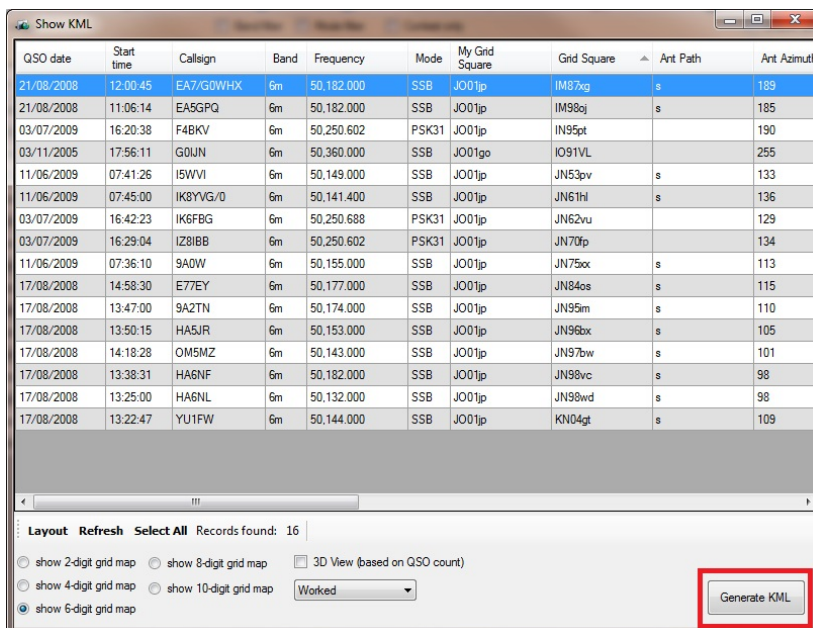 Show KML
QSO date Start time Callsign Band Frequency Mode My Grid Square Grid Square Ant Path Ant Azimuth
21/08/2008 12:00:45 EA7/G0WHX 6m 50,182.000 SSB JO01jp IM87xg s 189
21/08/2008 11:06:14 EA5GPQ 6m 50,182.000 SSB JO01jp IM98oj s 185
03/07/2009 16:20:38 F4BKV 6m 50,250.602 PSK31 JO01jp IN95pt 190
03/11/2005 17:56:11 G0IJN 6m 50,360.000 SSB JO01go IO91VL 255
11/06/2009 07:41:26 I5WVI 6m 50,149.000 SSB JO01jp JN53pv s 133
11/06/2009 07:45:00 IK8YVG/0 6m 50,141.400 SSB JO01jp JN61hl s 136
03/07/2009 16:42:23 IK6FBG 6m 50,250.688 PSK31 JO01jp JN62vu 129
03/07/2009 16:29:04 IZ8IBB 6m 50,250.602 PSK31 JO01jp JN70fp 134
11/06/2009 07:36:10 9A0W 6m 50,155.000 SSB JO01jp JN75xx s 113
17/08/2008 14:58:30 E77EY 6m 50,177.000 SSB JO01jp JN84os s 115
17/08/2008 13:47:00 9A2TN 6m 50,174.000 SSB JO01jp JN95im s 110
17/08/2008 13:50:15 HA5JR 6m 50,153.000 SSB JO01jp JN96bx s 105
17/08/2008 14:18:28 OM5MZ 6m 50,143.000 SSB JO01jp JN97bw s 101
17/08/2008 13:38:31 HA6NF 6m 50,182.000 SSB JO01jp JN98vc s 98
17/08/2008 13:25:00 HA6NL 6m 50,132.000 SSB JO01jp JN98wd s 98
17/08/2008 13:22:47 YU1FW 6m 50,144.000 SSB JO01jp KN04gt s 109
Layout Refresh Select All Records found: 16
show 2-digit grid map show 8-digit grid map 3D View (based on QSO count)
show 4-digit grid map show 10-digit grid map Worked
show 6-digit grid map
Generate KML